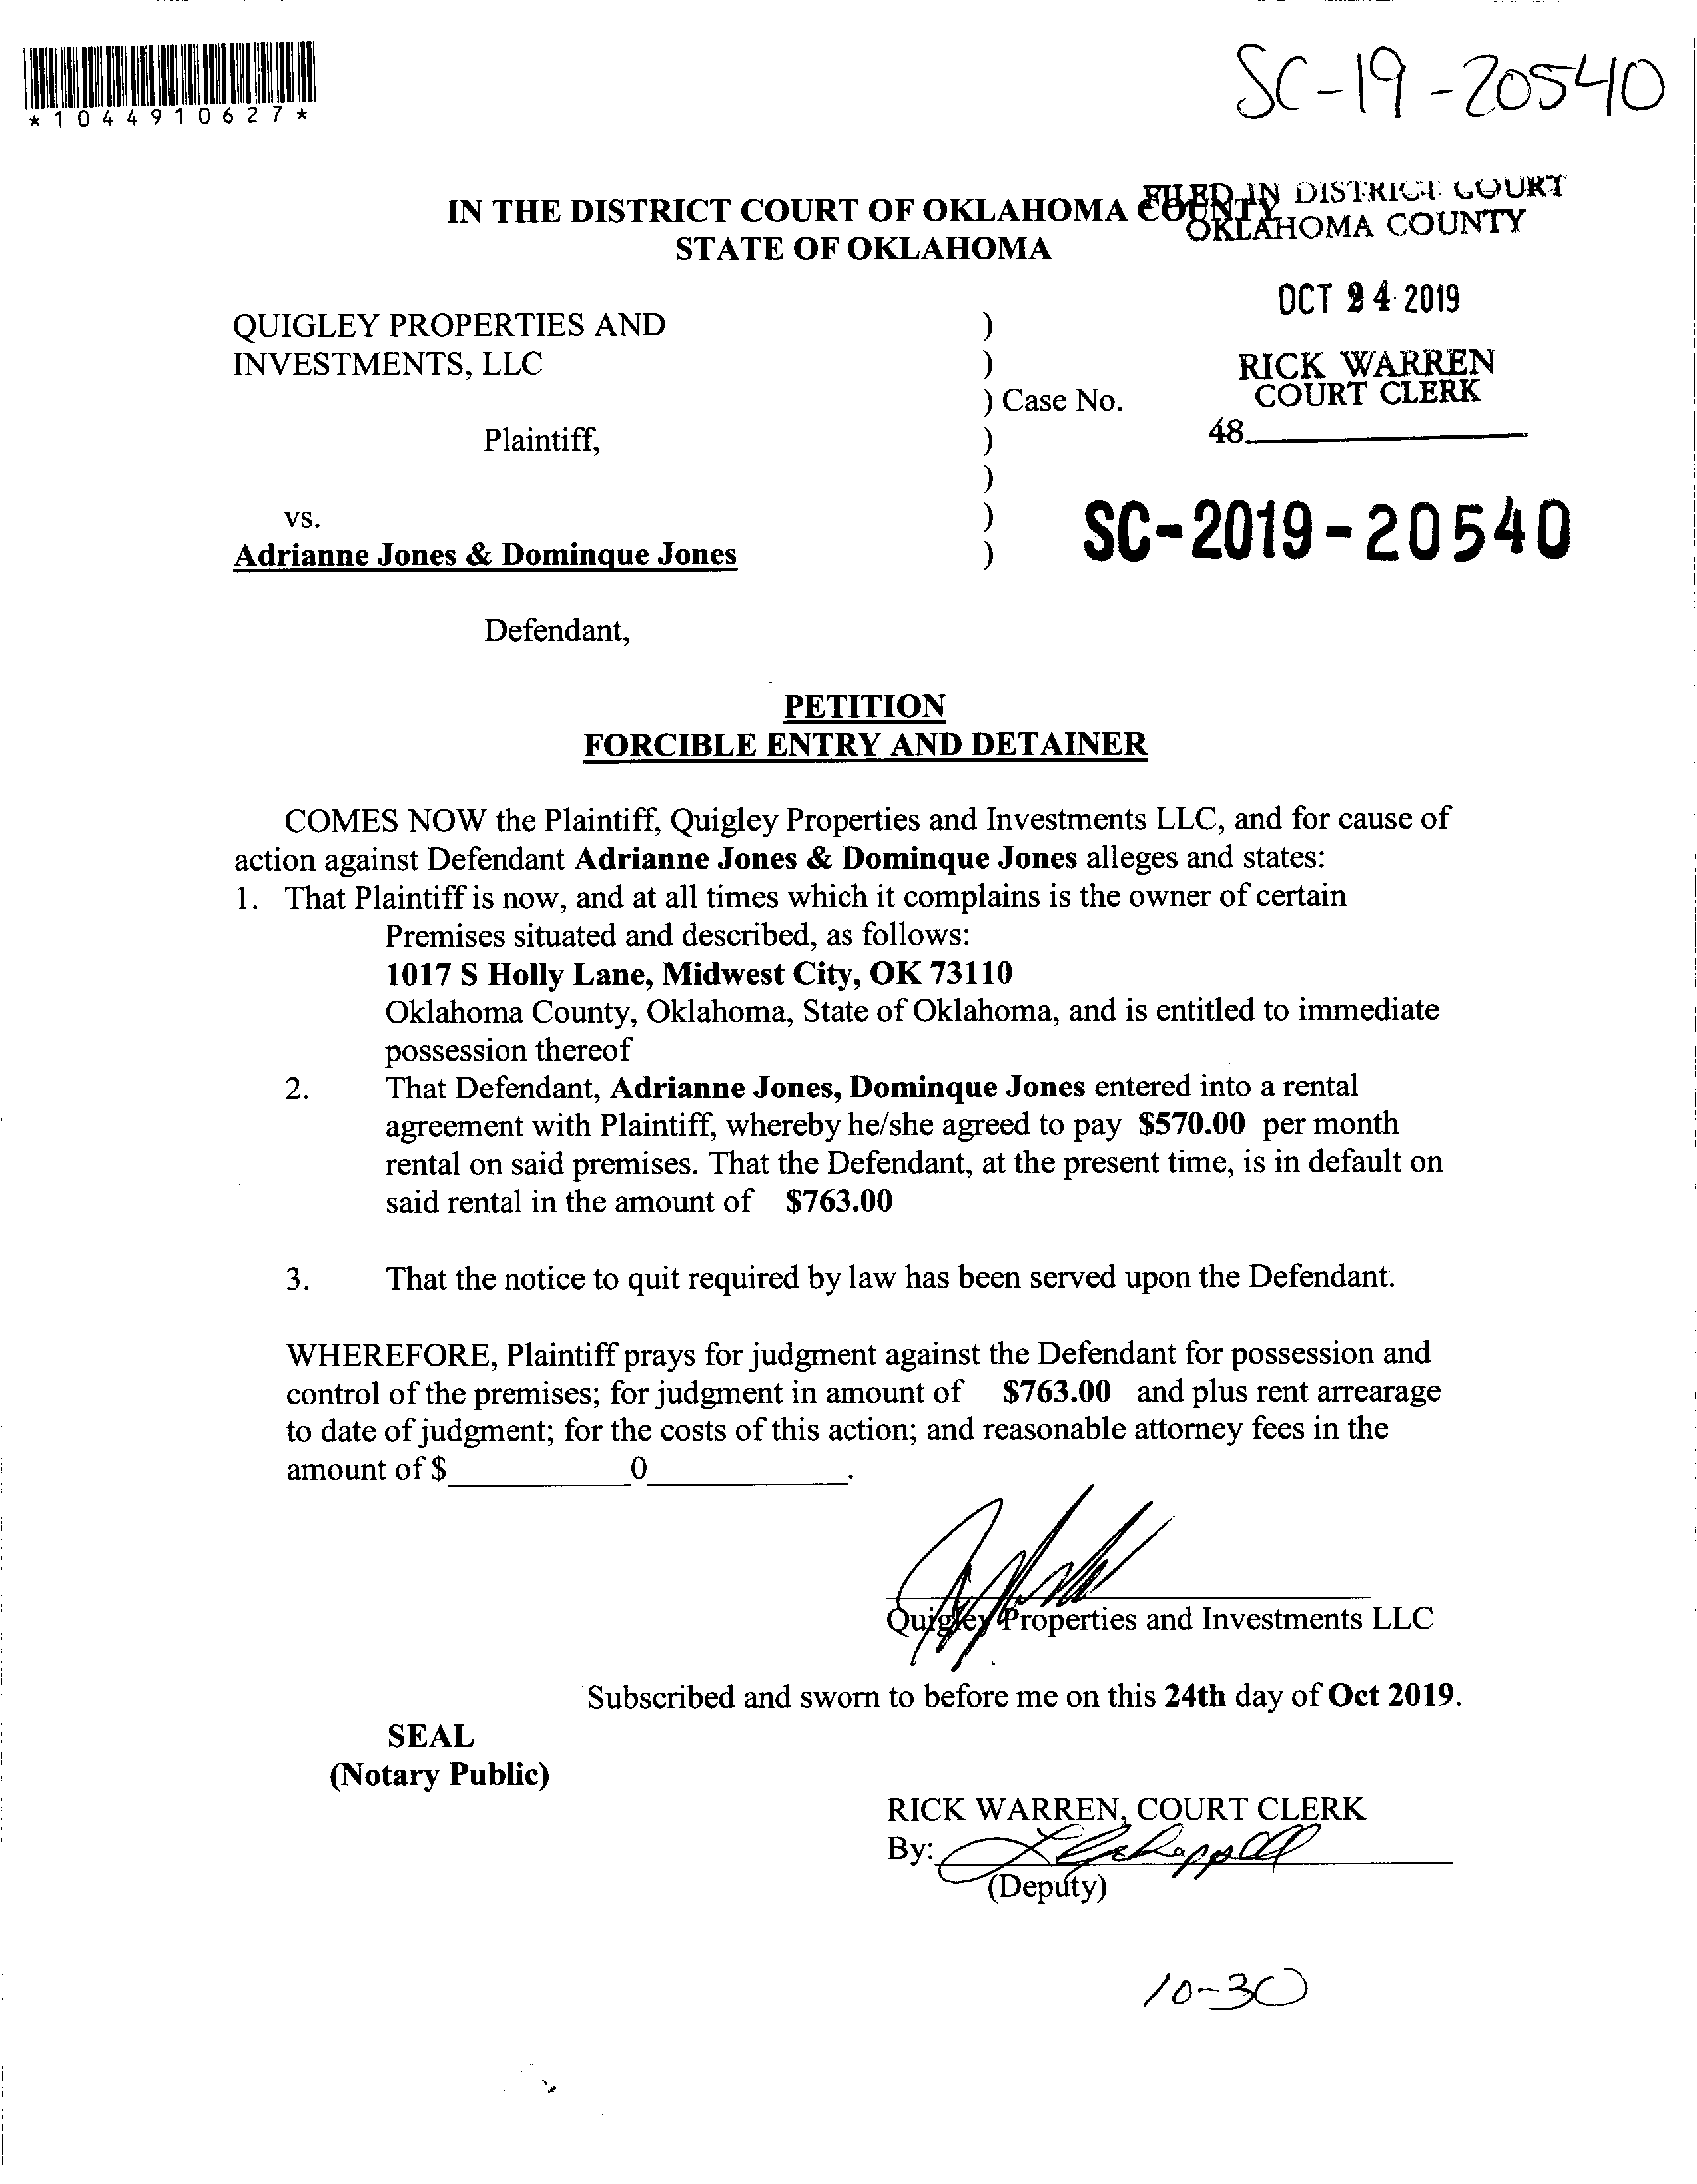 SC-19-20540
*1044910627*
IN THE DISTRICT COURT OF OKLAHOMA COUNTY
STATE OF OKLAHOMA
FILED IN DISTRICT COURT
OKLAHOMA COUNTY
OCT 24 2019
RICK WARREN
COURT CLERK
48
QUIGLEY PROPERTIES AND )
INVESTMENTS, LLC )
) Case No.
Plaintiff, )
)
vs. )
Adrianne Jones & Dominque Jones )
SC-2019-20540
Defendant,
PETITION
FORCIBLE ENTRY AND DETAINER
COMES NOW the Plaintiff, Quigley Properties and Investments LLC, and for cause of
action against Defendant Adrianne Jones & Dominque Jones alleges and states:
1. That Plaintiff is now, and at all times which it complains is the owner of certain
Premises situated and described, as follows:
1017 S Holly Lane, Midwest City, OK 73110
Oklahoma County, Oklahoma, State of Oklahoma, and is entitled to immediate
possession thereof
2. That Defendant, Adrianne Jones, Dominque Jones entered into a rental
agreement with Plaintiff, whereby he/she agreed to pay $570.00 per month
rental on said premises. That the Defendant, at the present time, is in default on
said rental in the amount of $763.00
3. That the notice to quit required by law has been served upon the Defendant.
WHEREFORE, Plaintiff prays for judgment against the Defendant for possession and
control of the premises; for judgment in amount of $763.00 and plus rent arrearage
to date of judgment; for the costs of this action; and reasonable attorney fees in the
amount of $ 0 .
Quigley Properties and Investments LLC
Subscribed and sworn to before me on this 24th day of Oct 2019.
SEAL
(Notary Public)
RICK WARREN, COURT CLERK
By:
(Deputy)
10-30